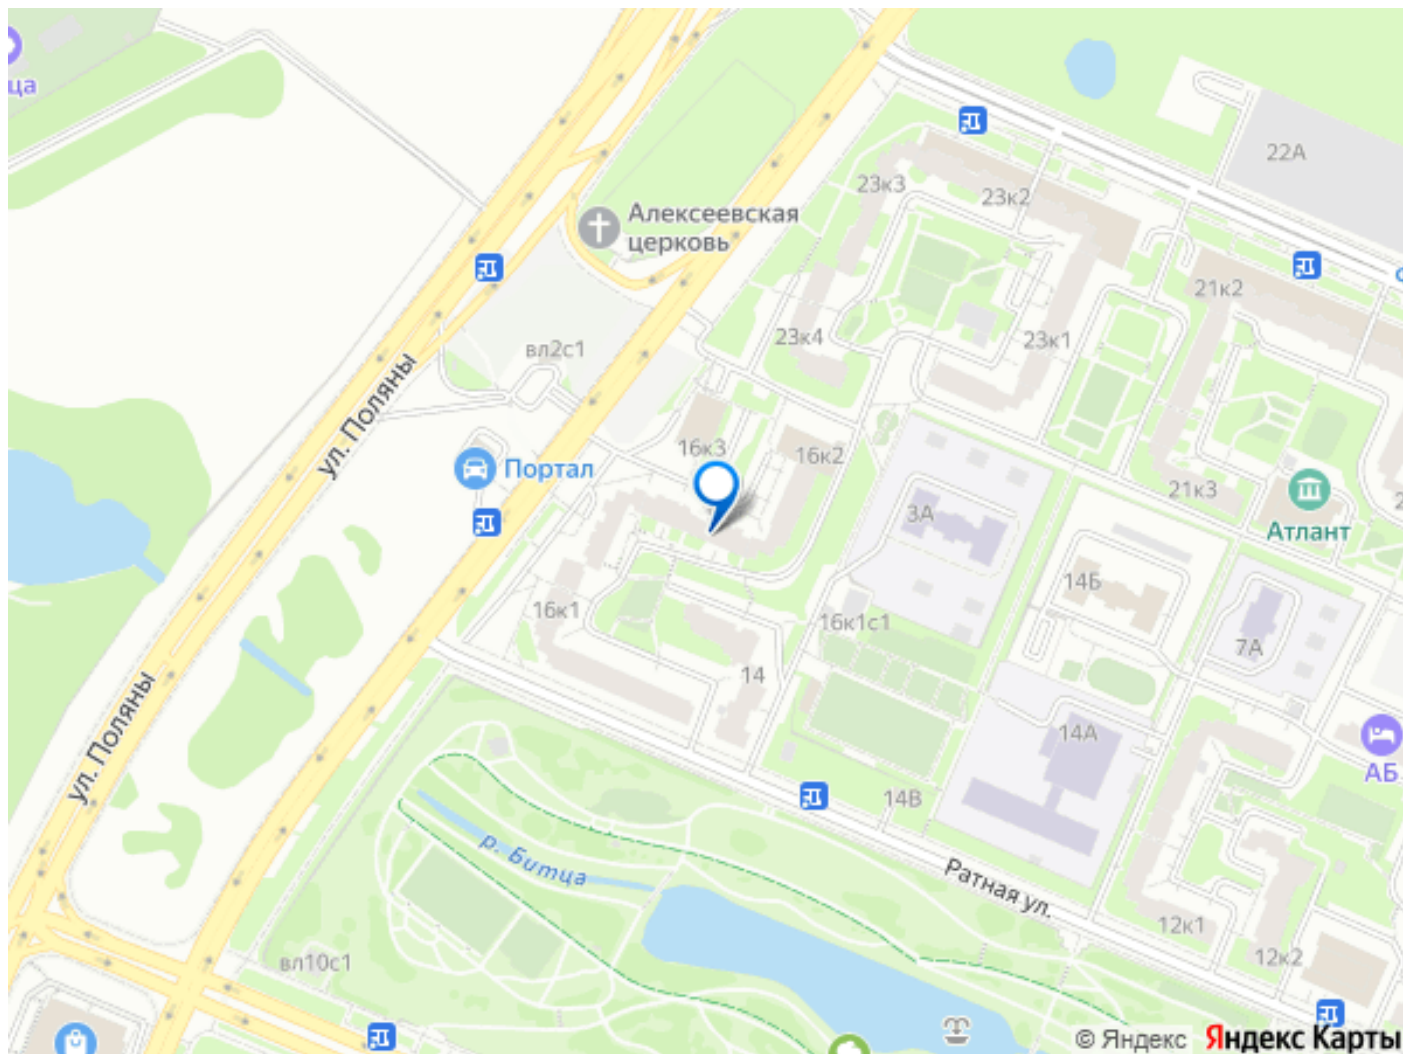 ца
22А
23к3
23к2
Алексеевская
церковь
21к2
23к4
23к1
вл2с1
ул. Поляны
16к3
16к2
Портал
21к3
3А
Атлант
14Б
16к1
16к1с1
7А
14
ул. Поляны
14А
АБ
14В
р. Битца
Ратная ул.
12к1
12к2
вл10с1
© Яндекс Яндекс Карты